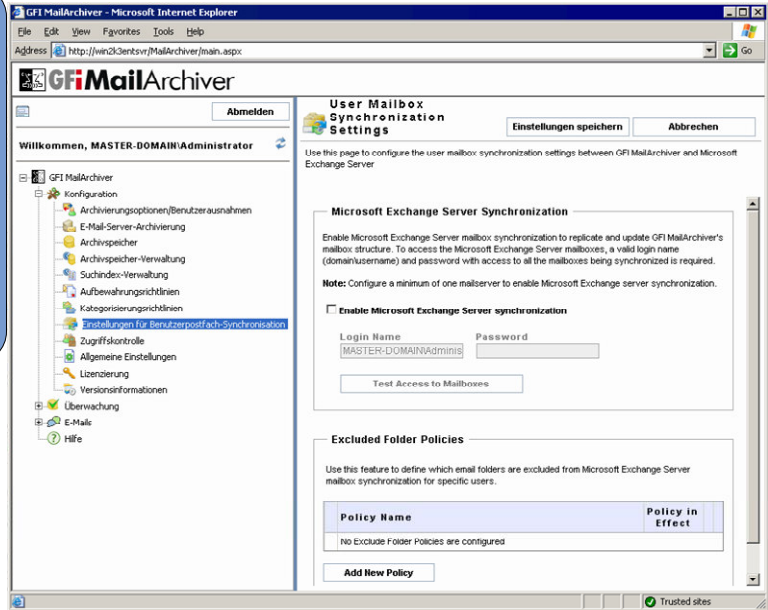 GFI MailArchiver - Microsoft Internet Explorer
File Edit View Favorites Tools Help
Address http://win2k3entsvr/MailArchiver/main.aspx Go
GFi MailArchiver
Abmelden
Willkommen, MASTER-DOMAIN\Administrator
GFI MailArchiver
Konfiguration
Archivierungsoptionen/Benutzerausnahmen
E-Mail-Server-Archivierung
Archivspeicher
Archivspeicher-Verwaltung
Suchindex-Verwaltung
Aufbewahrungsrichtlinien
Kategorisierungsrichtlinien
Einstellungen für Benutzerpostfach-Synchronisation
Zugriffskontrolle
Allgemeine Einstellungen
Lizenzierung
Versionsinformationen
Überwachung
E-Mails
Hilfe
User Mailbox
Synchronization
Settings
Einstellungen speichern Abbrechen
Use this page to configure the user mailbox synchronization settings between GFI MailArchiver and Microsoft
Exchange Server
Microsoft Exchange Server Synchronization
Enable Microsoft Exchange Server mailbox synchronization to replicate and update GFI MailArchiver's
mailbox structure. To access the Microsoft Exchange Server mailboxes, a valid login name
(domain\username) and password with access to all the mailboxes being synchronized is required.
Note: Configure a minimum of one mailserver to enable Microsoft Exchange server synchronization.
Enable Microsoft Exchange Server synchronization
Login Name Password
MASTER-DOMAIN\Adminis
Test Access to Mailboxes
Excluded Folder Policies
Use this feature to define which email folders are excluded from Microsoft Exchange Server
mailbox synchronization for specific users.
Policy Name Policy in
Effect
No Exclude Folder Policies are configured
Add New Policy
Trusted sites